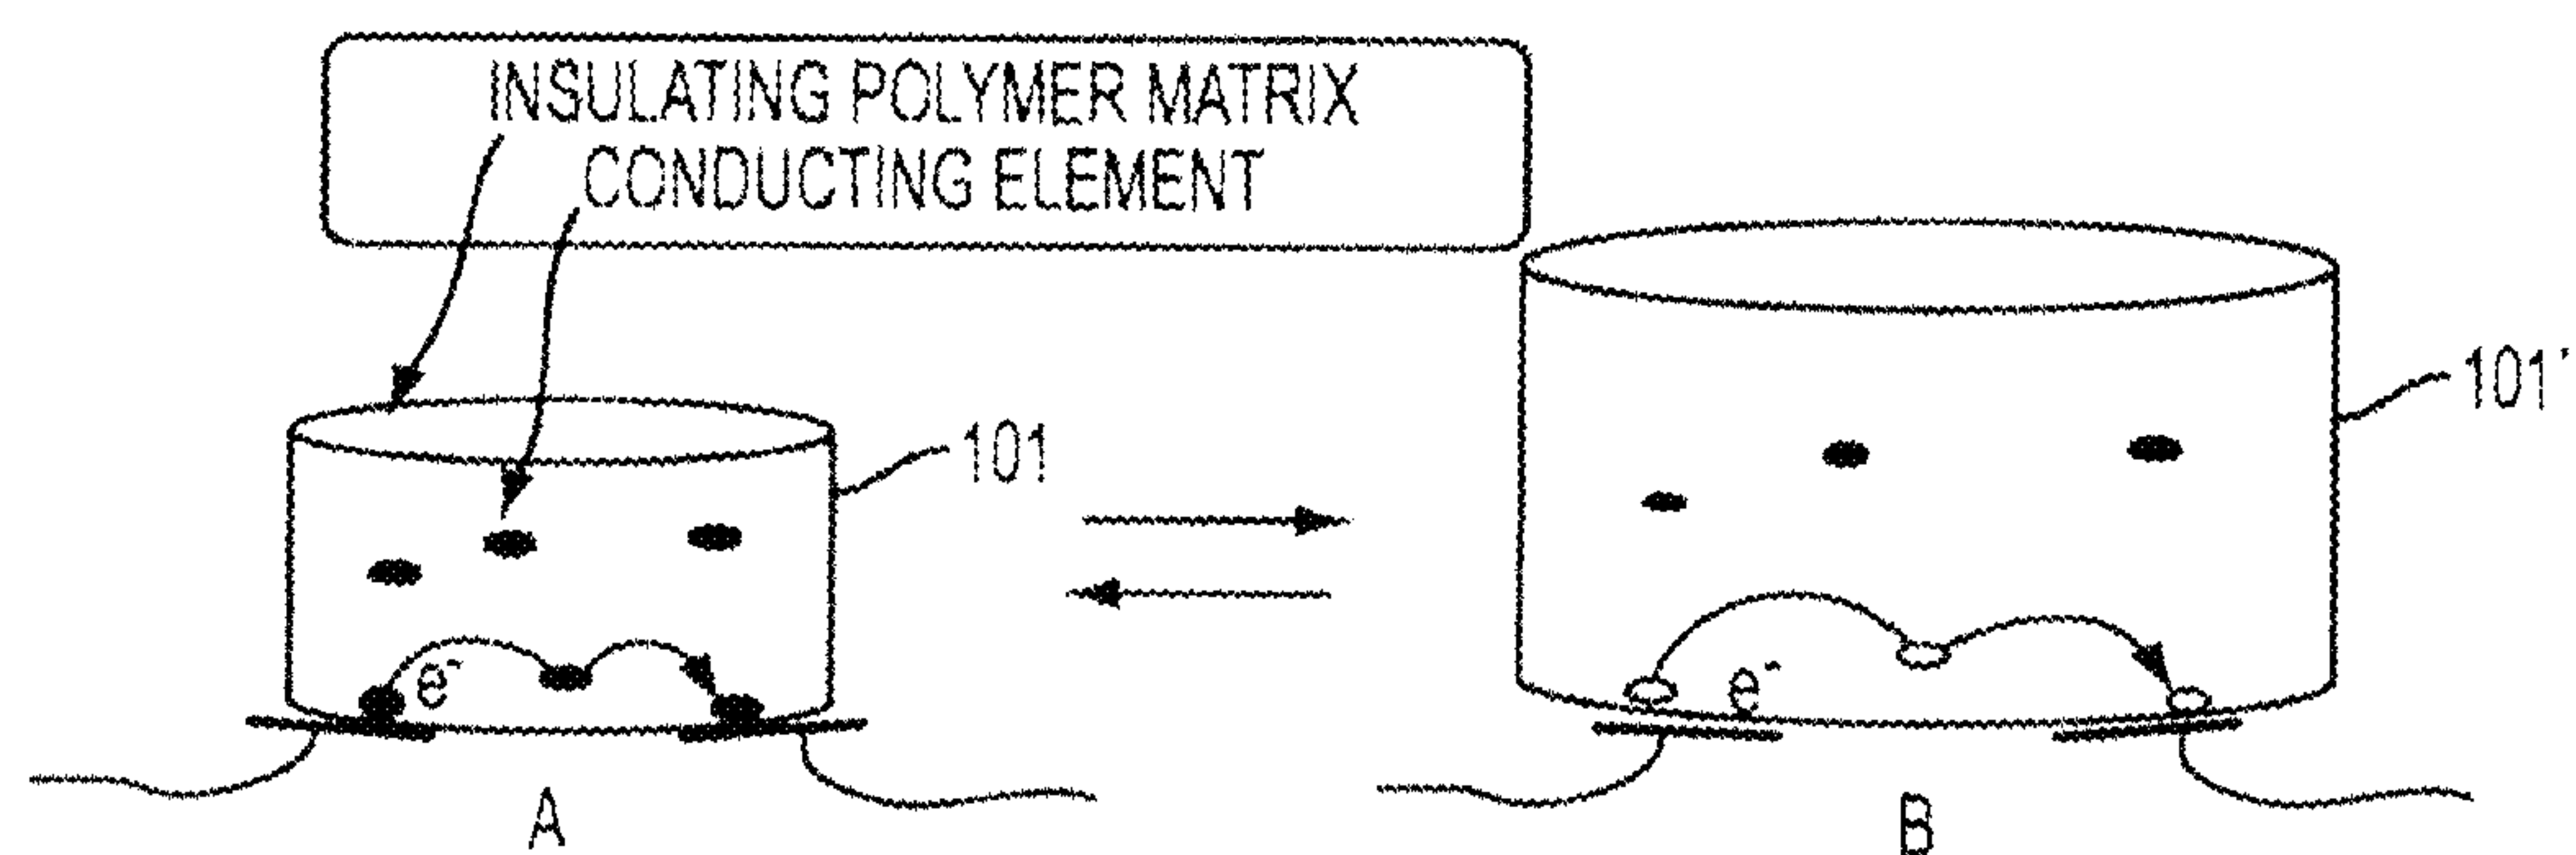 INSULATING POLYMER MATRIX
CONDUCTING ELEMENT
101
101'
e-
e-
A
B